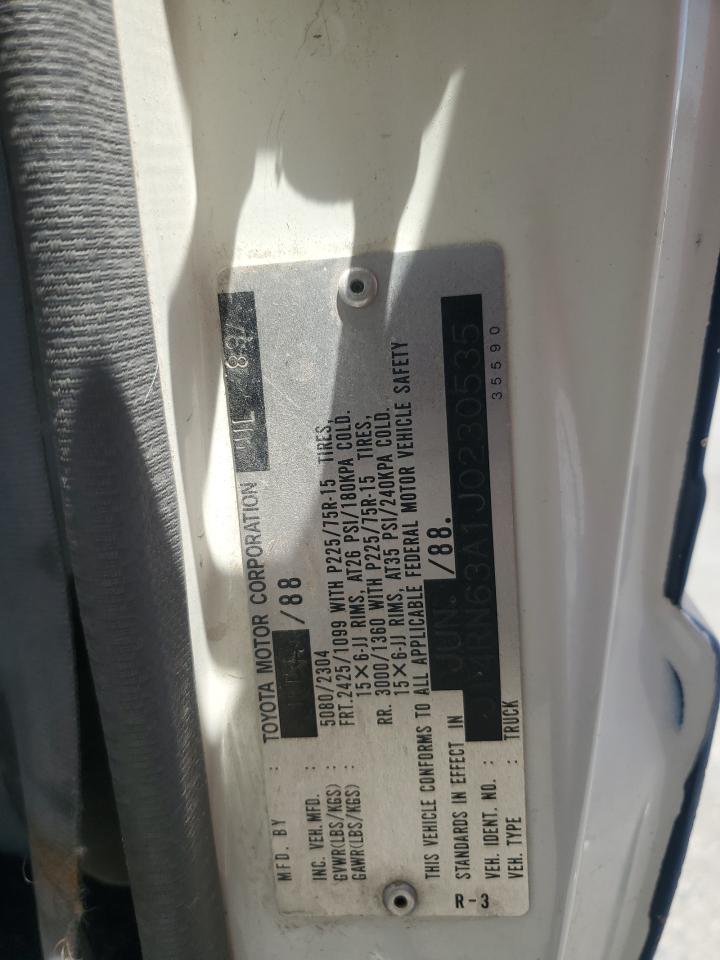 MFD. BY : TOYOTA MOTOR CORPORATION JUL /88
INC. VEH. MFD. : /88
GVWR(LBS/KGS) : 5080/2304
GAWR(LBS/KGS) : FRT. 2425/1099 WITH P225/75R-15 TIRES,
15×6-JJ RIMS, AT26 PSI/180KPA COLD.
RR. 3000/1360 WITH P225/75R-15 TIRES,
15×6-JJ RIMS, AT35 PSI/240KPA COLD.
THIS VEHICLE CONFORMS TO ALL APPLICABLE FEDERAL MOTOR VEHICLE SAFETY
STANDARDS IN EFFECT IN JUN. /88.
VEH. IDENT. NO. : RN63A1J0230535
VEH. TYPE : TRUCK 35590
R-3